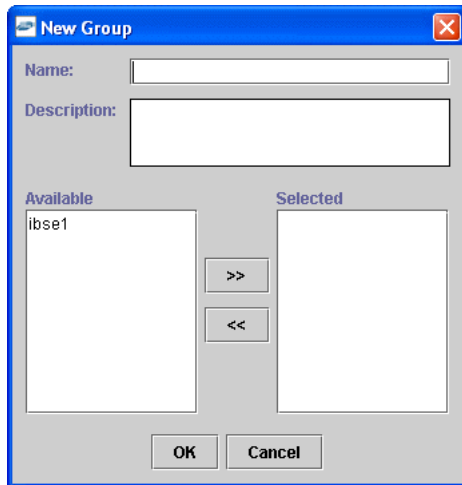 New Group
Name:
Description:
Available Selected
ibse1
>>
<<
OK Cancel